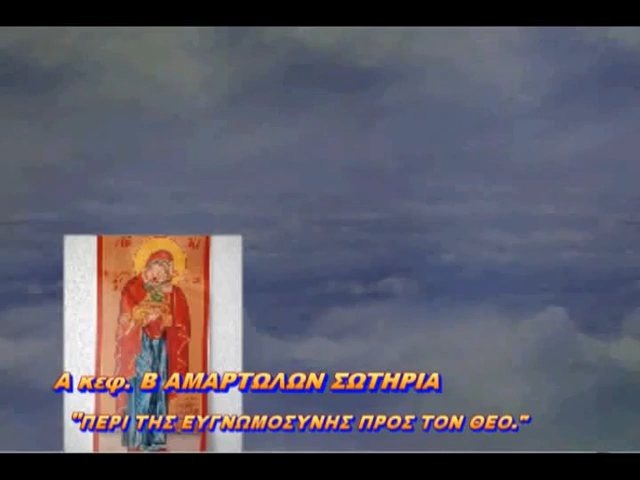 Α κεφ. Β ΑΜΑΡΤΩΛΩΝ ΣΩΤΗΡΙΑ
"ΠΕΡΙ ΤΗΣ ΕΥΓΝΩΜΟΣΥΝΗΣ ΠΡΟΣ ΤΟΝ ΘΕΟ."